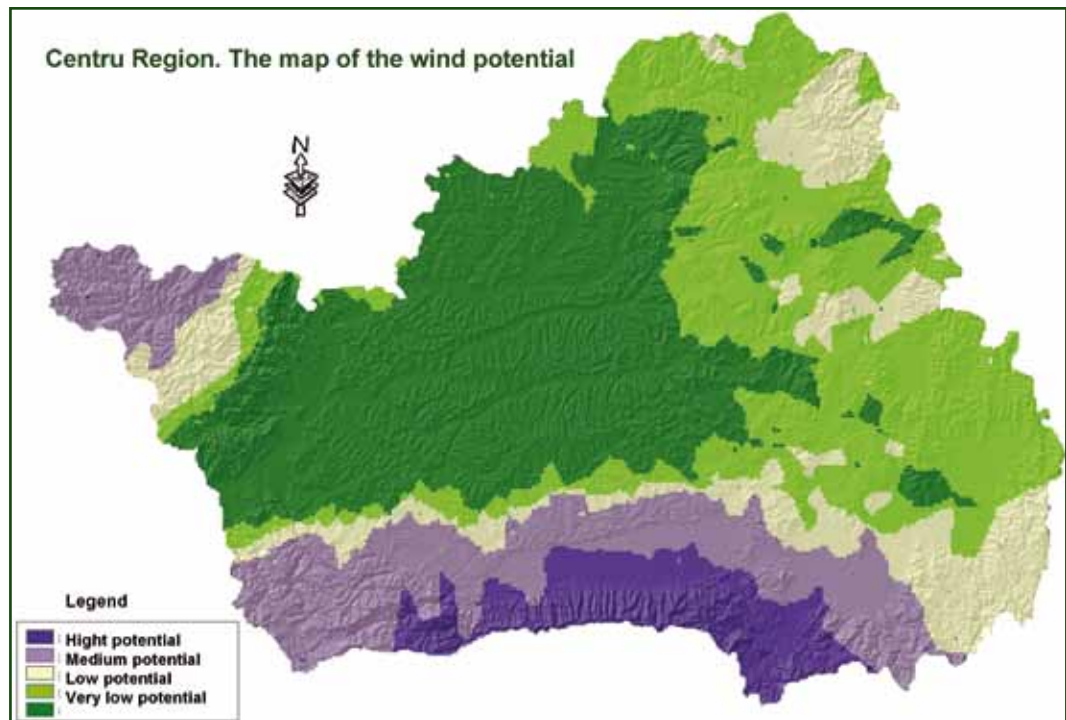 Centru Region. The map of the wind potential
N
Legend
Hight potential
Medium potential
Low potential
Very low potential